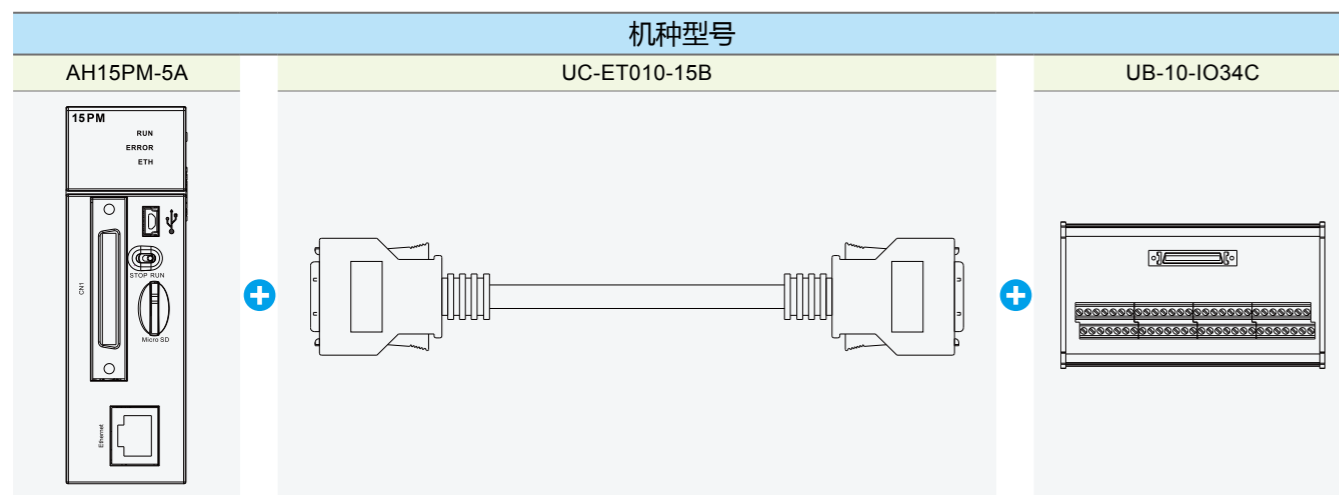 机种型号
AH15PM-5A
UC-ET010-15B
UB-10-IO34C
15PM
RUN
ERROR
ETH
CN1
STOP RUN
Micro SD
Ethernet